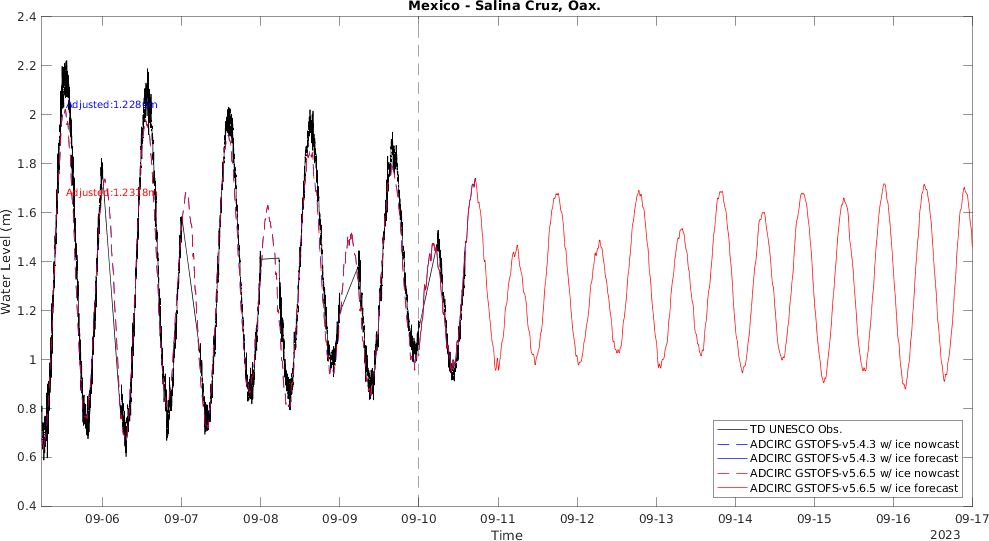 Mexico - Salina Cruz, Oax.
2.4
2.2
2
1.8
1.6
1.4
1.2
1
0.8
0.6
0.4
Water Level (m)
Adjusted:1.2286m
Adjusted:1.2318m
TD UNESCO Obs.
ADCIRC GSTOFS-v5.4.3 w/ ice nowcast
ADCIRC GSTOFS-v5.4.3 w/ ice forecast
ADCIRC GSTOFS-v5.6.5 w/ ice nowcast
ADCIRC GSTOFS-v5.6.5 w/ ice forecast
09-06 09-07 09-08 09-09 09-10 09-11 09-12 09-13 09-14 09-15 09-16 09-17
Time
2023